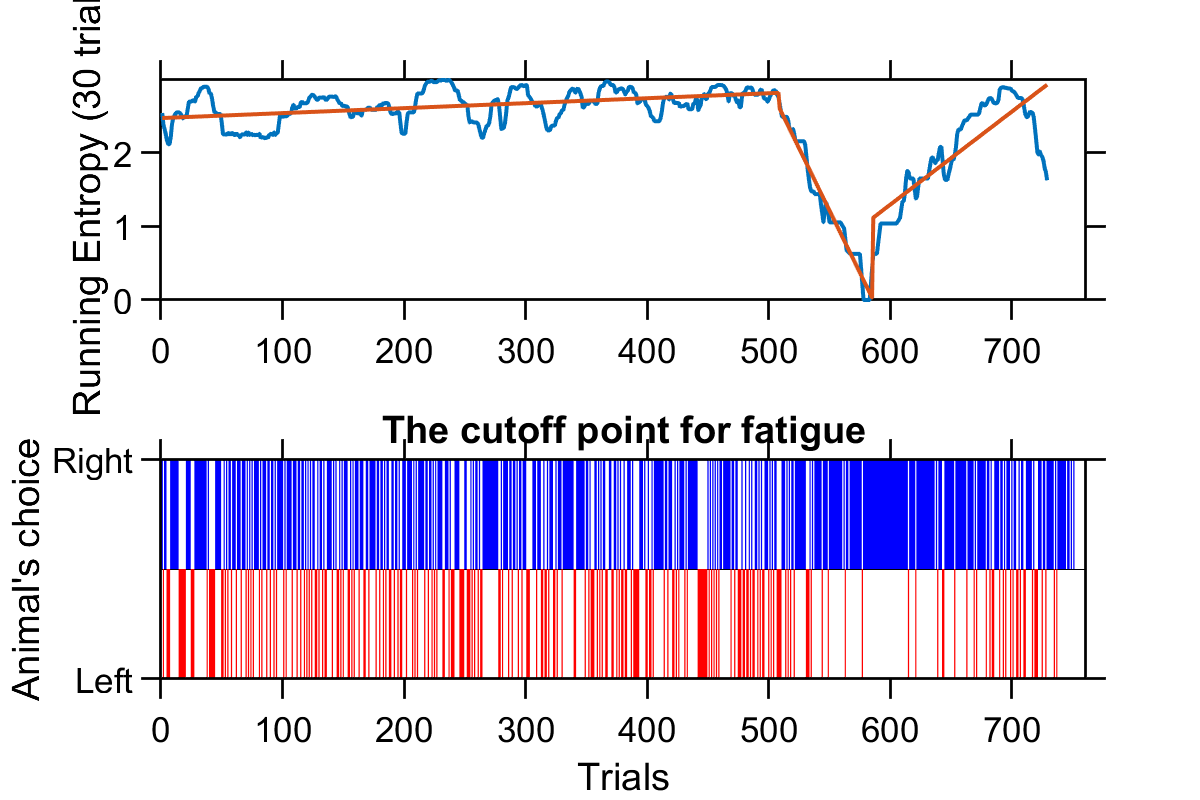 Running Entropy (30 trial
2
1
0
0 100 200 300 400 500 600 700
The cutoff point for fatigue
Animal's choice
Right
Left
0 100 200 300 400 500 600 700
Trials